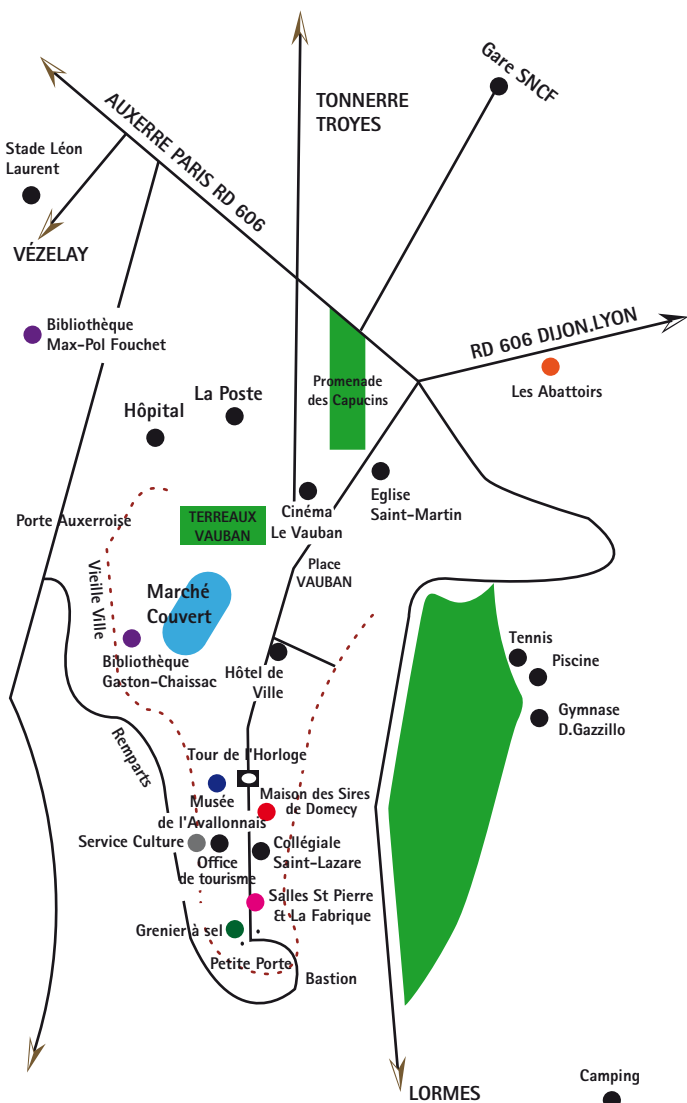 Gare SNCF
TONNERRE
TROYES
AUXERRE PARIS RD 606
Stade Léon
Laurent
VÉZELAY
Bibliothèque
Max-Pol Fouchet
RD 606 DIJON.LYON
Promenade
des Capucins
Les Abattoirs
La Poste
Hôpital
Porte Auxerroise
TERREAUX
VAUBAN
Cinéma
Le Vauban
Eglise
Saint-Martin
Place
VAUBAN
Vieille Ville
Marché
Couvert
Bibliothèque
Gaston-Chaissac
Hôtel de
Ville
Tennis
Piscine
Gymnase
D.Gazzillo
Remparts
Tour de l'Horloge
Musée
de l'Avallonnais
Maison des Sires
de Domecy
Service Culture
Office
de tourisme
Collégiale
Saint-Lazare
Salles St Pierre
& La Fabrique
Grenier à sel
Petite Porte
Bastion
LORMES
Camping